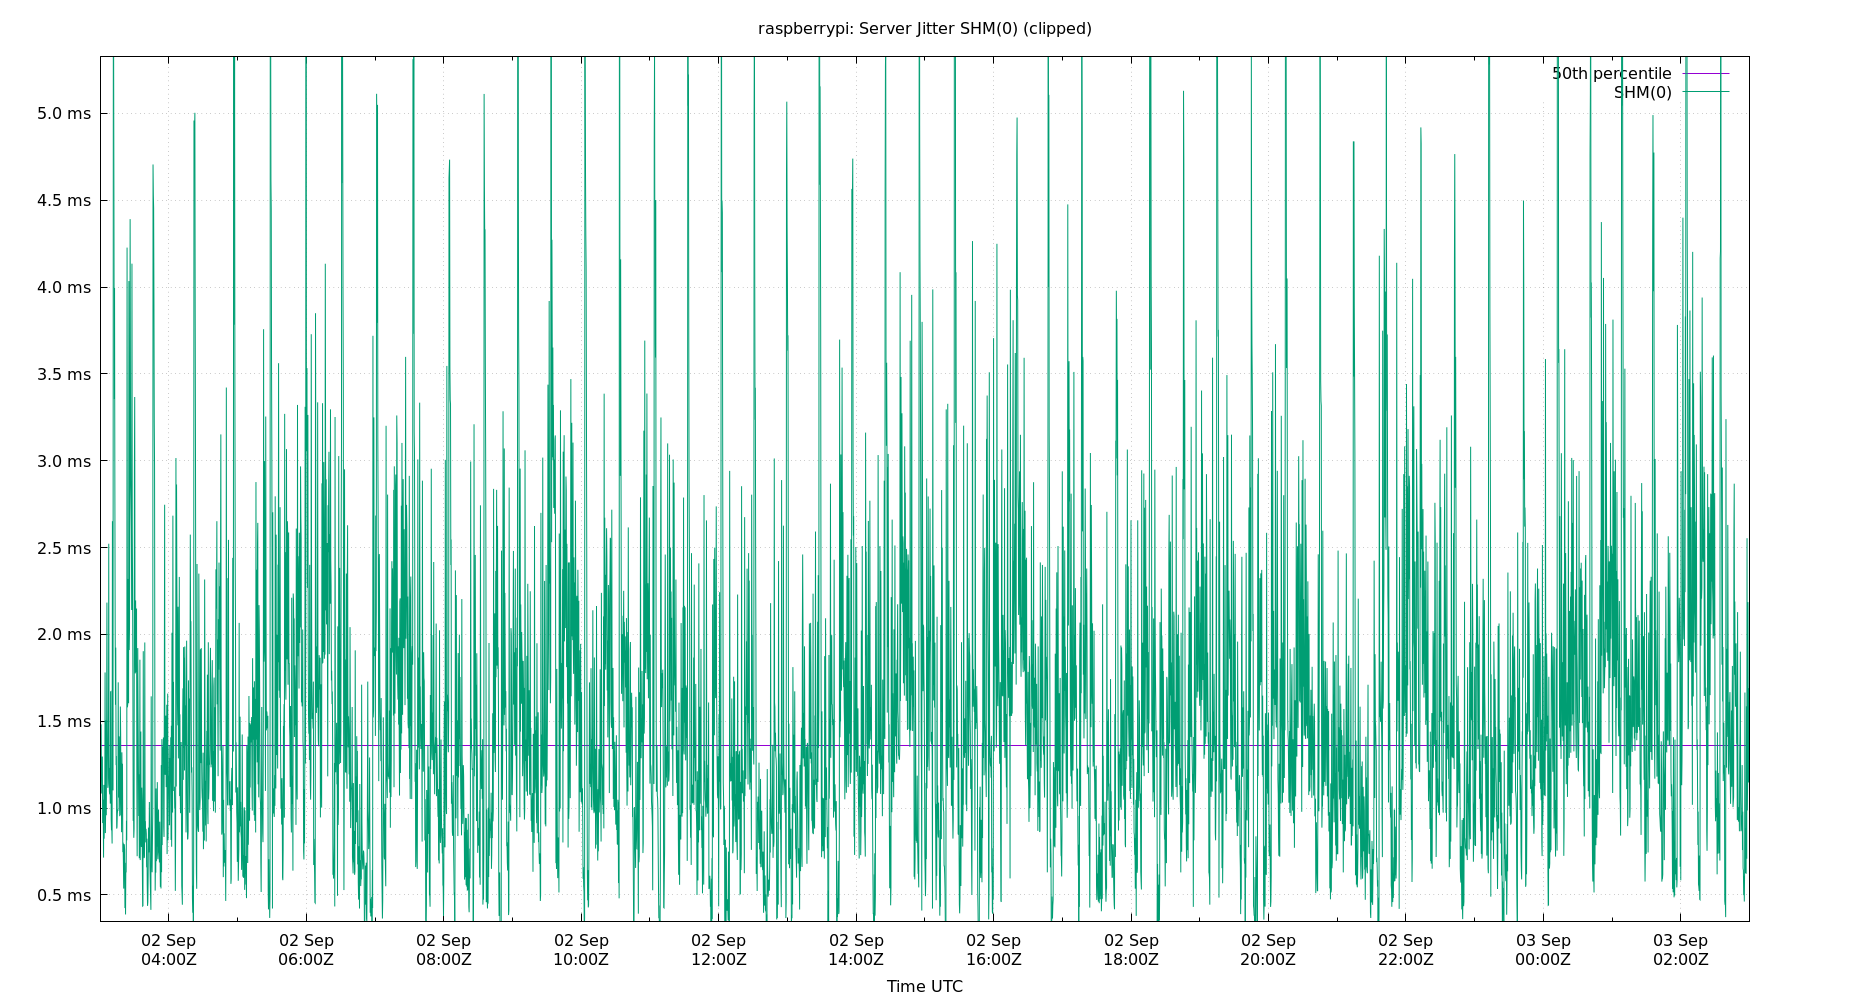 raspberrypi: Server Jitter SHM(0) (clipped)
50th percentile
SHM(0)
5.0 ms
4.5 ms
4.0 ms
3.5 ms
3.0 ms
2.5 ms
2.0 ms
1.5 ms
1.0 ms
0.5 ms
02 Sep 02 Sep 02 Sep 02 Sep 02 Sep 02 Sep 02 Sep 02 Sep 02 Sep 02 Sep 03 Sep 03 Sep
04:00Z 06:00Z 08:00Z 10:00Z 12:00Z 14:00Z 16:00Z 18:00Z 20:00Z 22:00Z 00:00Z 02:00Z
Time UTC